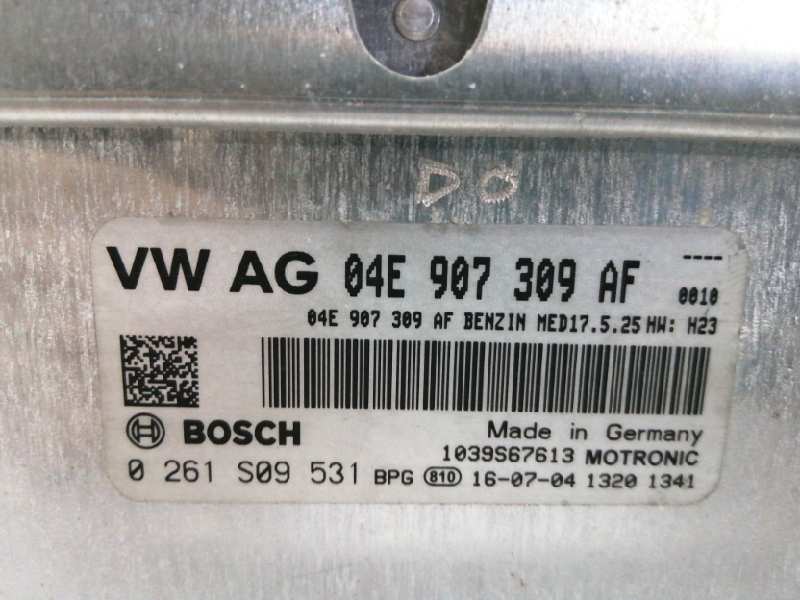 DO
VW AG 04E 907 309 AF ----
0010
04E 907 309 AF BENZIN MED17.5.25 HW: H23
BOSCH Made in Germany
1039S67613 MOTRONIC
0 261 S09 531 BPG 810 16-07-04 1320 1341